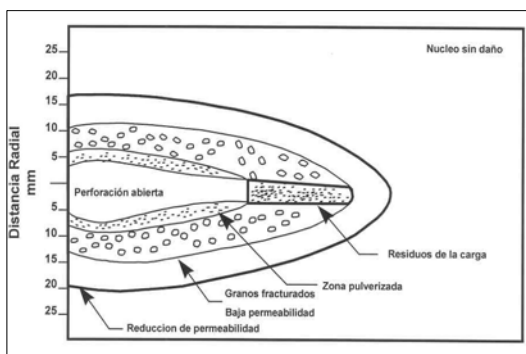 Distancia Radial
mm
25
20
15
10
5
5
10
15
20
25
Nucleo sin daño
Perforación abierta
Residuos de la carga
Zona pulverizada
Granos fracturados
Baja permeabilidad
Reduccion de permeabilidad